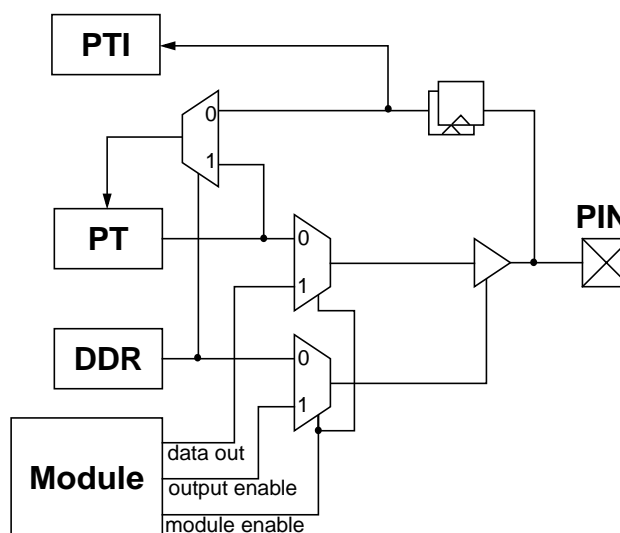 PTI
0
1
PT
PIN
0
1
DDR
0
1
Module
data out
output enable
module enable